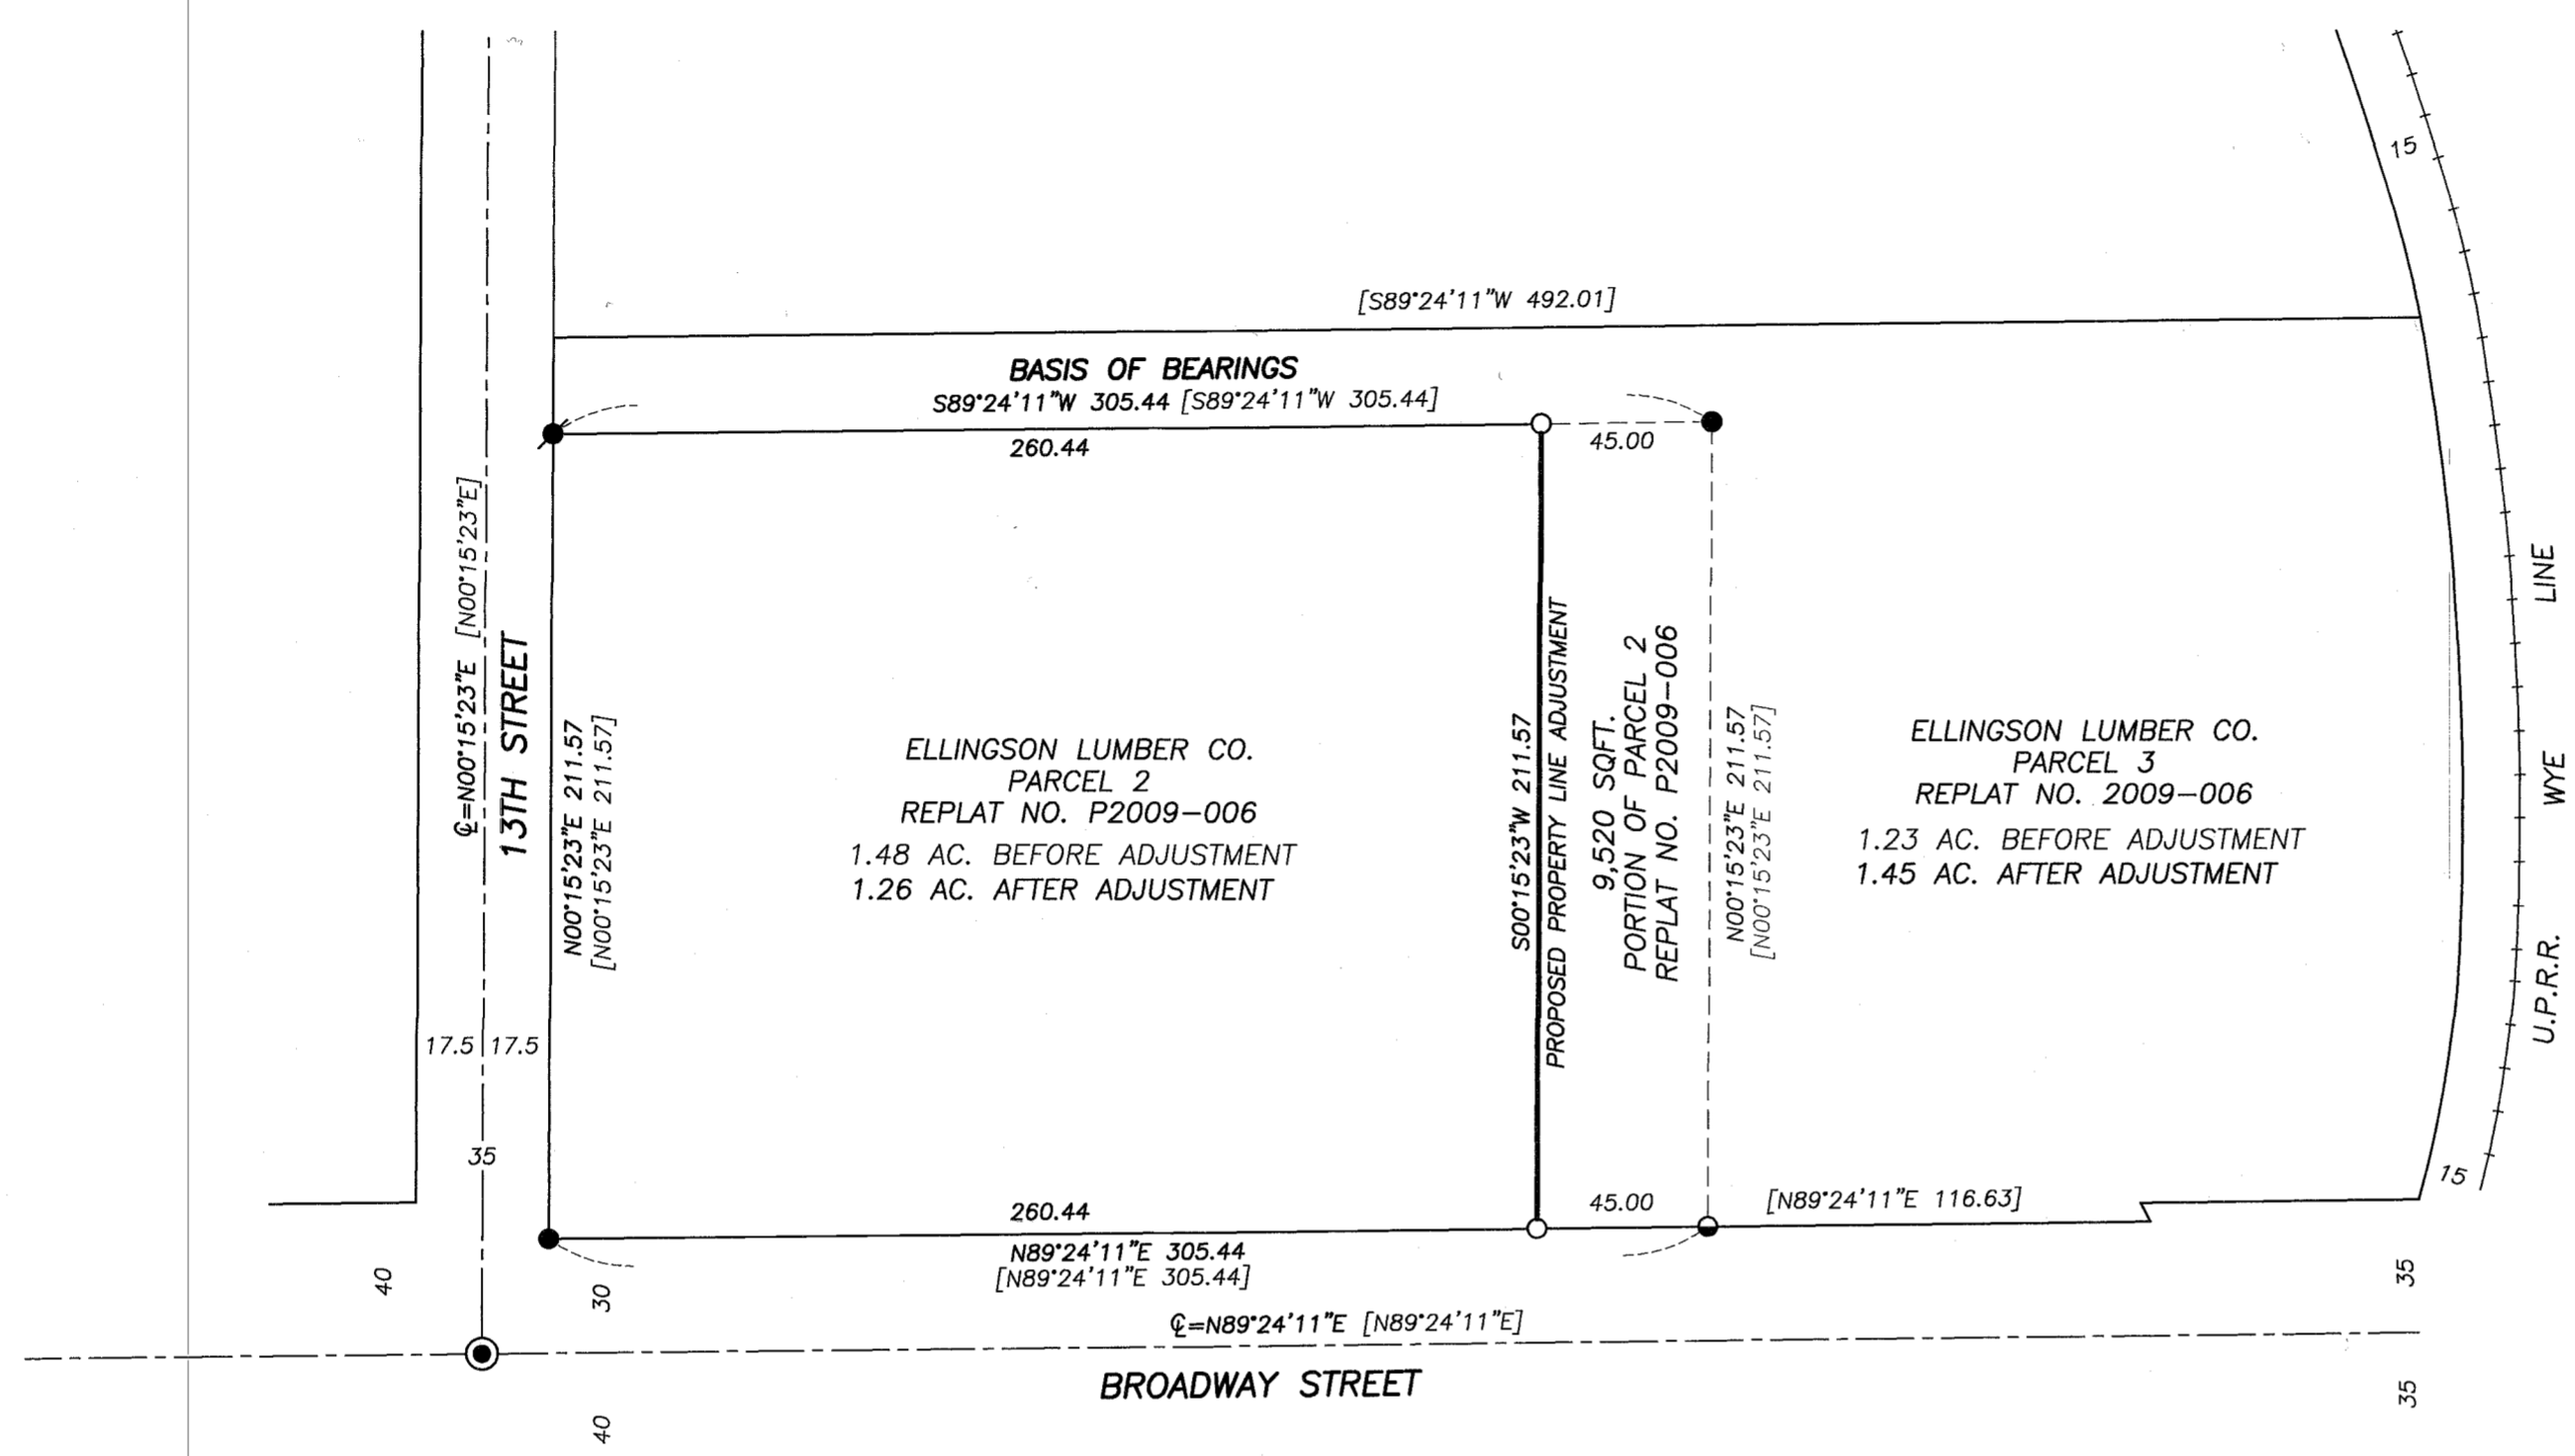 15
[S89°24'11"W 492.01]
BASIS OF BEARINGS
S89°24'11"W 305.44 [S89°24'11"W 305.44]
260.44
45.00
℄=N00°15'23"E [N00°15'23"E]
13TH STREET
N00°15'23"E 211.57
[N00°15'23"E 211.57]
ELLINGSON LUMBER CO.
PARCEL 2
REPLAT NO. P2009-006
1.48 AC. BEFORE ADJUSTMENT
1.26 AC. AFTER ADJUSTMENT
S00°15'23"W 211.57
PROPOSED PROPERTY LINE ADJUSTMENT
9,520 SQFT.
PORTION OF PARCEL 2
REPLAT NO. P2009-006
N00°15'23"E 211.57
[N00°15'23"E 211.57]
ELLINGSON LUMBER CO.
PARCEL 3
REPLAT NO. 2009-006
1.23 AC. BEFORE ADJUSTMENT
1.45 AC. AFTER ADJUSTMENT
U.P.R.R. WYE LINE
17.5 17.5
35
260.44
45.00
[N89°24'11"E 116.63]
15
N89°24'11"E 305.44
[N89°24'11"E 305.44]
40
30
35
℄=N89°24'11"E [N89°24'11"E]
BROADWAY STREET
40
35